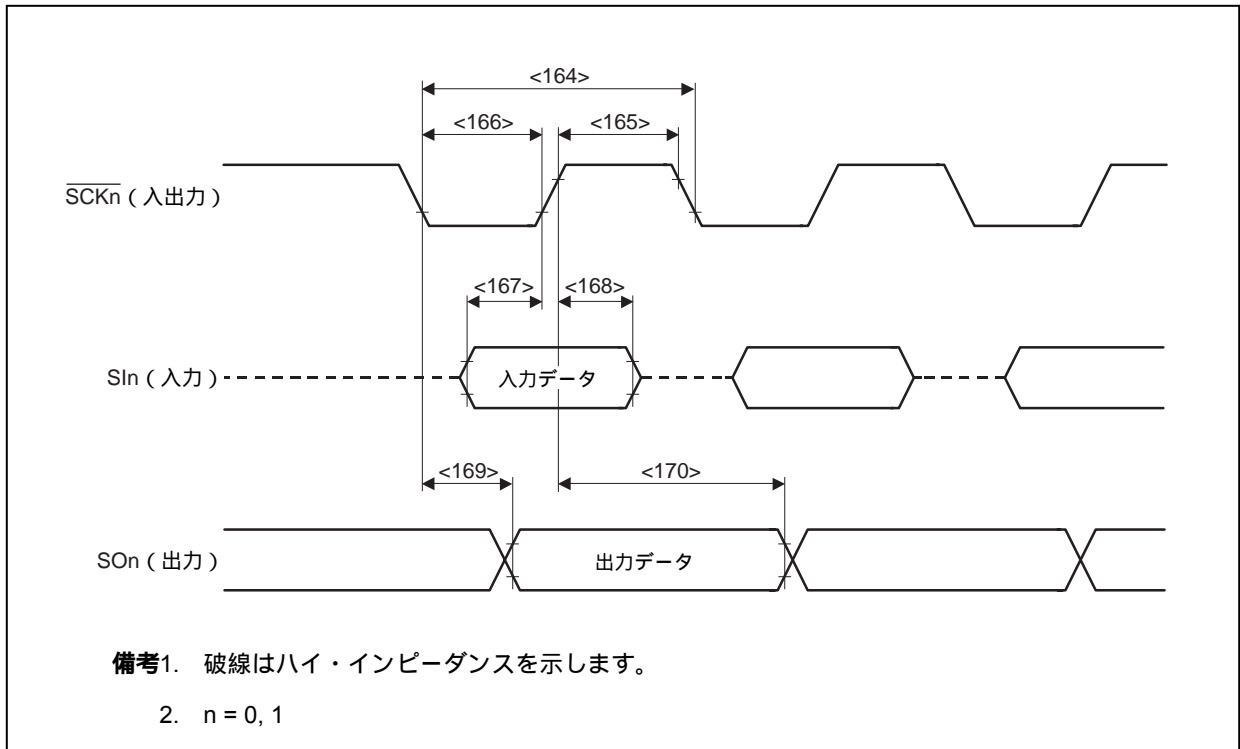 <164>
<166>
<165>
SCKn（入出力）
<167>
<168>
SIn（入力）
入力データ
<169>
<170>
SOn（出力）
出力データ
備考1. 破線はハイ・インピーダンスを示します。
2. n = 0, 1